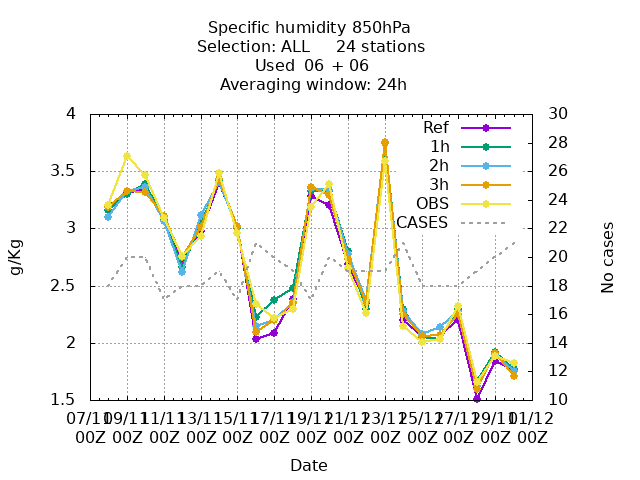 Specific humidity 850hPa
Selection: ALL 24 stations
Used 06 + 06
Averaging window: 24h
4
3.5
3
2.5
2
1.5
g/Kg
30
28
26
24
22
20
18
16
14
12
10
No cases
Ref
1h
2h
3h
OBS
CASES
07/11 09/11 11/11 13/11 15/11 17/11 19/11 21/11 23/11 25/11 27/11 29/11 01/12
00Z 00Z 00Z 00Z 00Z 00Z 00Z 00Z 00Z 00Z 00Z 00Z 00Z
Date